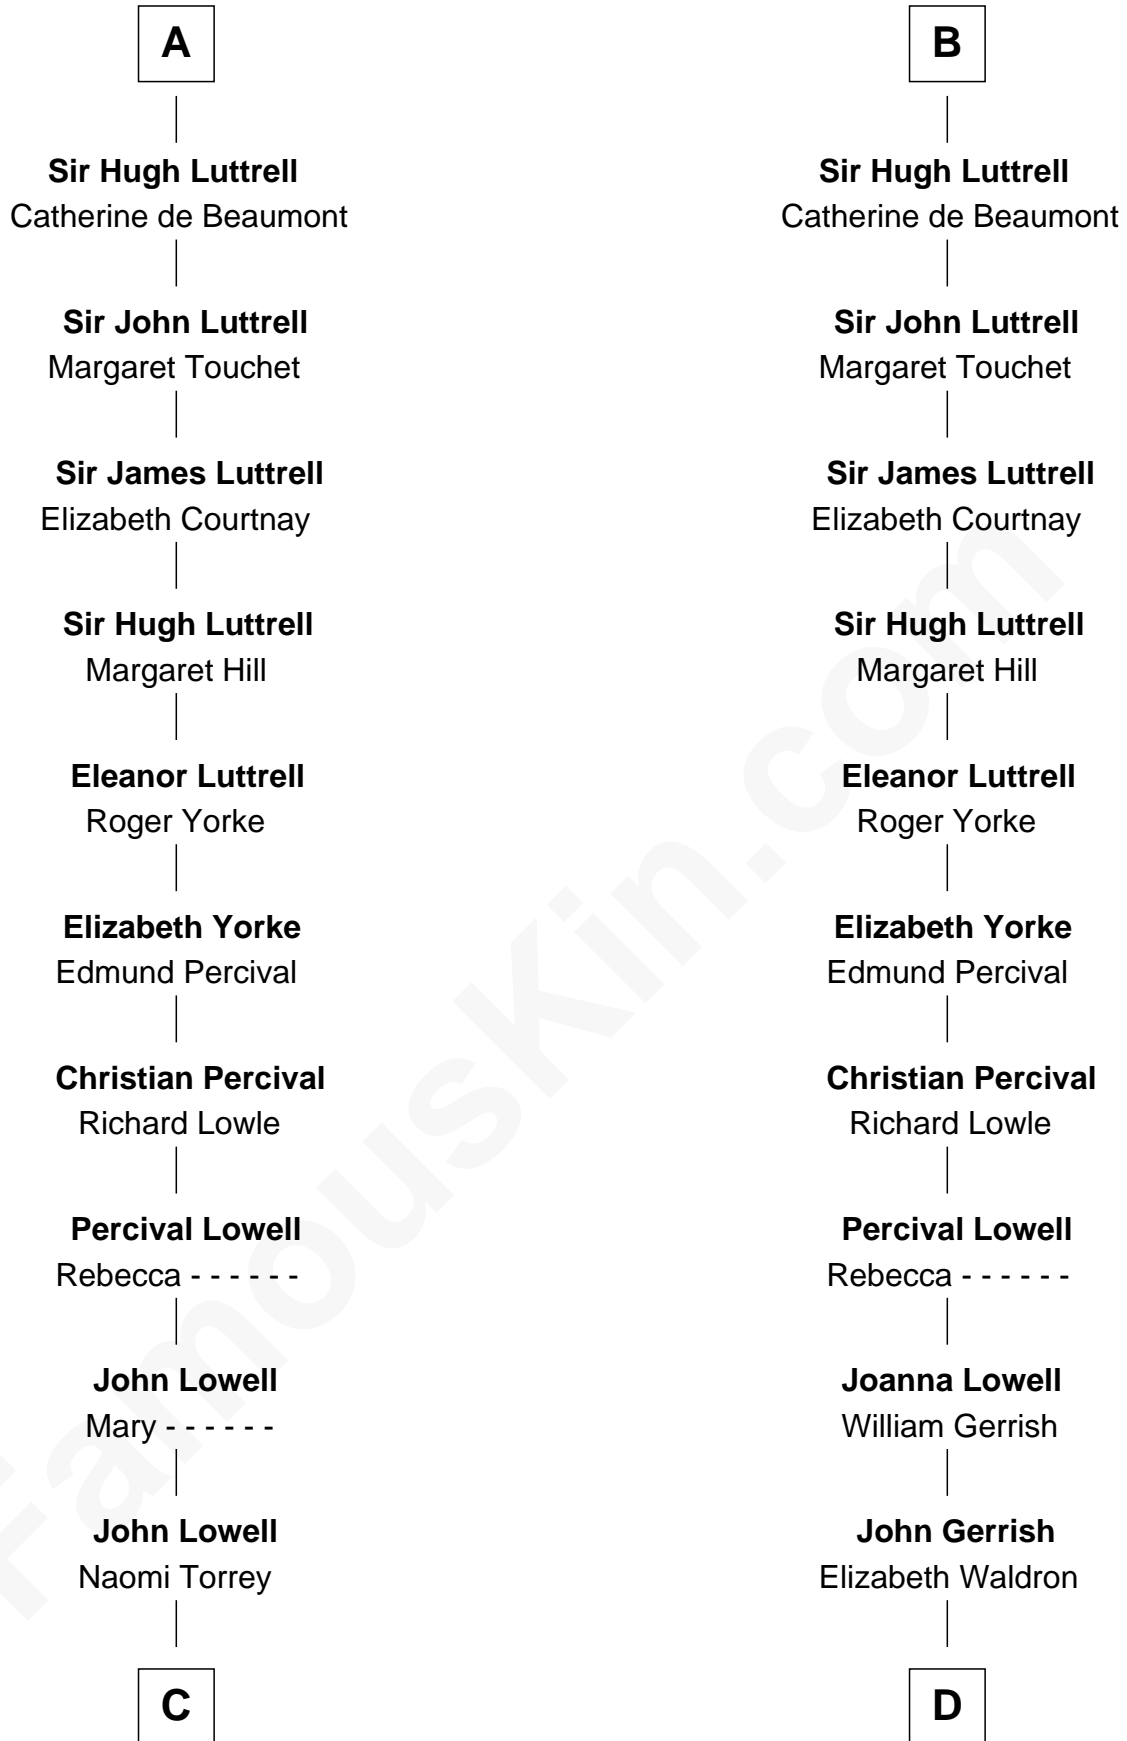 A
Sir Hugh Luttrell
Catherine de Beaumont
Sir John Luttrell
Margaret Touchet
Sir James Luttrell
Elizabeth Courtnay
Sir Hugh Luttrell
Margaret Hill
Eleanor Luttrell
Roger Yorke
Elizabeth Yorke
Edmund Percival
Christian Percival
Richard Lowle
Percival Lowell
Rebecca - - - - - -
John Lowell
Mary - - - - - -
John Lowell
Naomi Torrey
C
B
Sir Hugh Luttrell
Catherine de Beaumont
Sir John Luttrell
Margaret Touchet
Sir James Luttrell
Elizabeth Courtnay
Sir Hugh Luttrell
Margaret Hill
Eleanor Luttrell
Roger Yorke
Elizabeth Yorke
Edmund Percival
Christian Percival
Richard Lowle
Percival Lowell
Rebecca - - - - - -
Joanna Lowell
William Gerrish
John Gerrish
Elizabeth Waldron
D
FamousKin.com